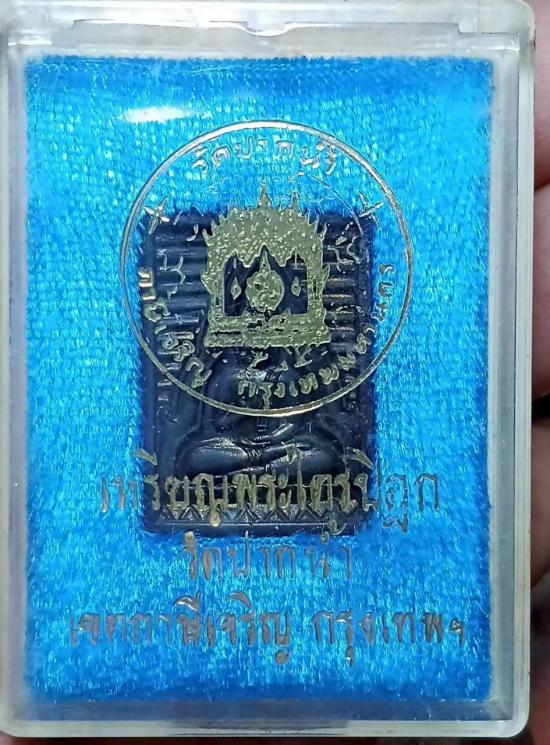 วัดปากน้ำ
ภาษีเจริญ กรุงเทพมหานคร
เหรียญพระไตรปิฎก
วัดปากน้ำ
เขตภาษีเจริญ กรุงเทพฯ